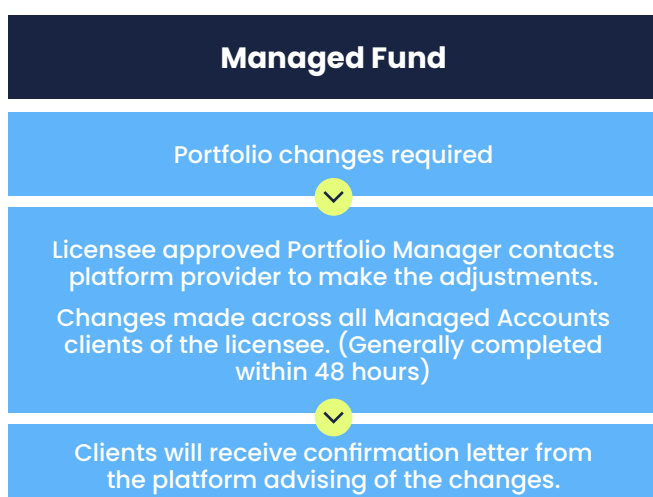 Managed Fund
Portfolio changes required
Licensee approved Portfolio Manager contacts
platform provider to make the adjustments.
Changes made across all Managed Accounts
clients of the licensee. (Generally completed
within 48 hours)
Clients will receive confirmation letter from
the platform advising of the changes.